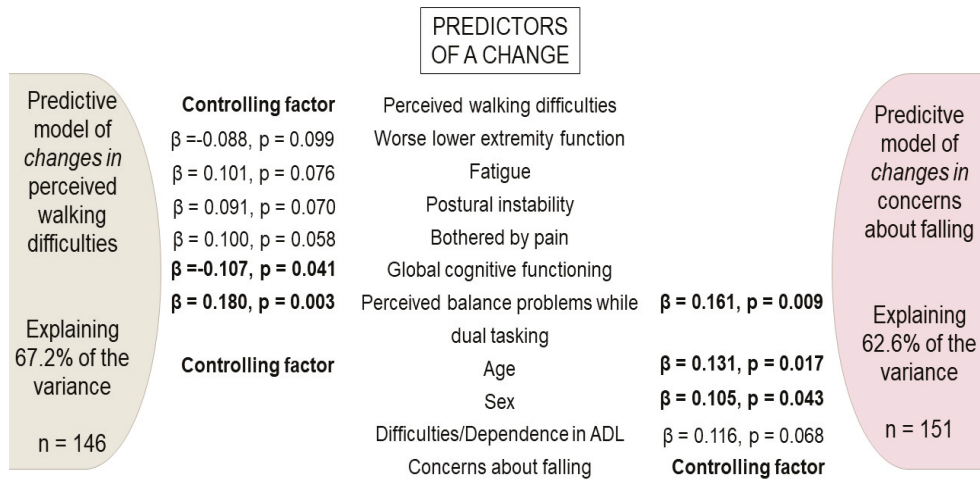 PREDICTORS
OF A CHANGE
Predictive
model of
changes in
perceived
walking
difficulties
Explaining
67.2% of the
variance
n = 146
Controlling factor Perceived walking difficulties
β =-0.088, p = 0.099 Worse lower extremity function
β = 0.101, p = 0.076 Fatigue
β = 0.091, p = 0.070 Postural instability
β = 0.100, p = 0.058 Bothered by pain
β =-0.107, p = 0.041 Global cognitive functioning
β = 0.180, p = 0.003 Perceived balance problems while β = 0.161, p = 0.009
dual tasking
Controlling factor Age β = 0.131, p = 0.017
Sex β = 0.105, p = 0.043
Difficulties/Dependence in ADL β = 0.116, p = 0.068
Concerns about falling Controlling factor
Predicitve
model of
changes in
concerns
about falling
Explaining
62.6% of the
variance
n = 151